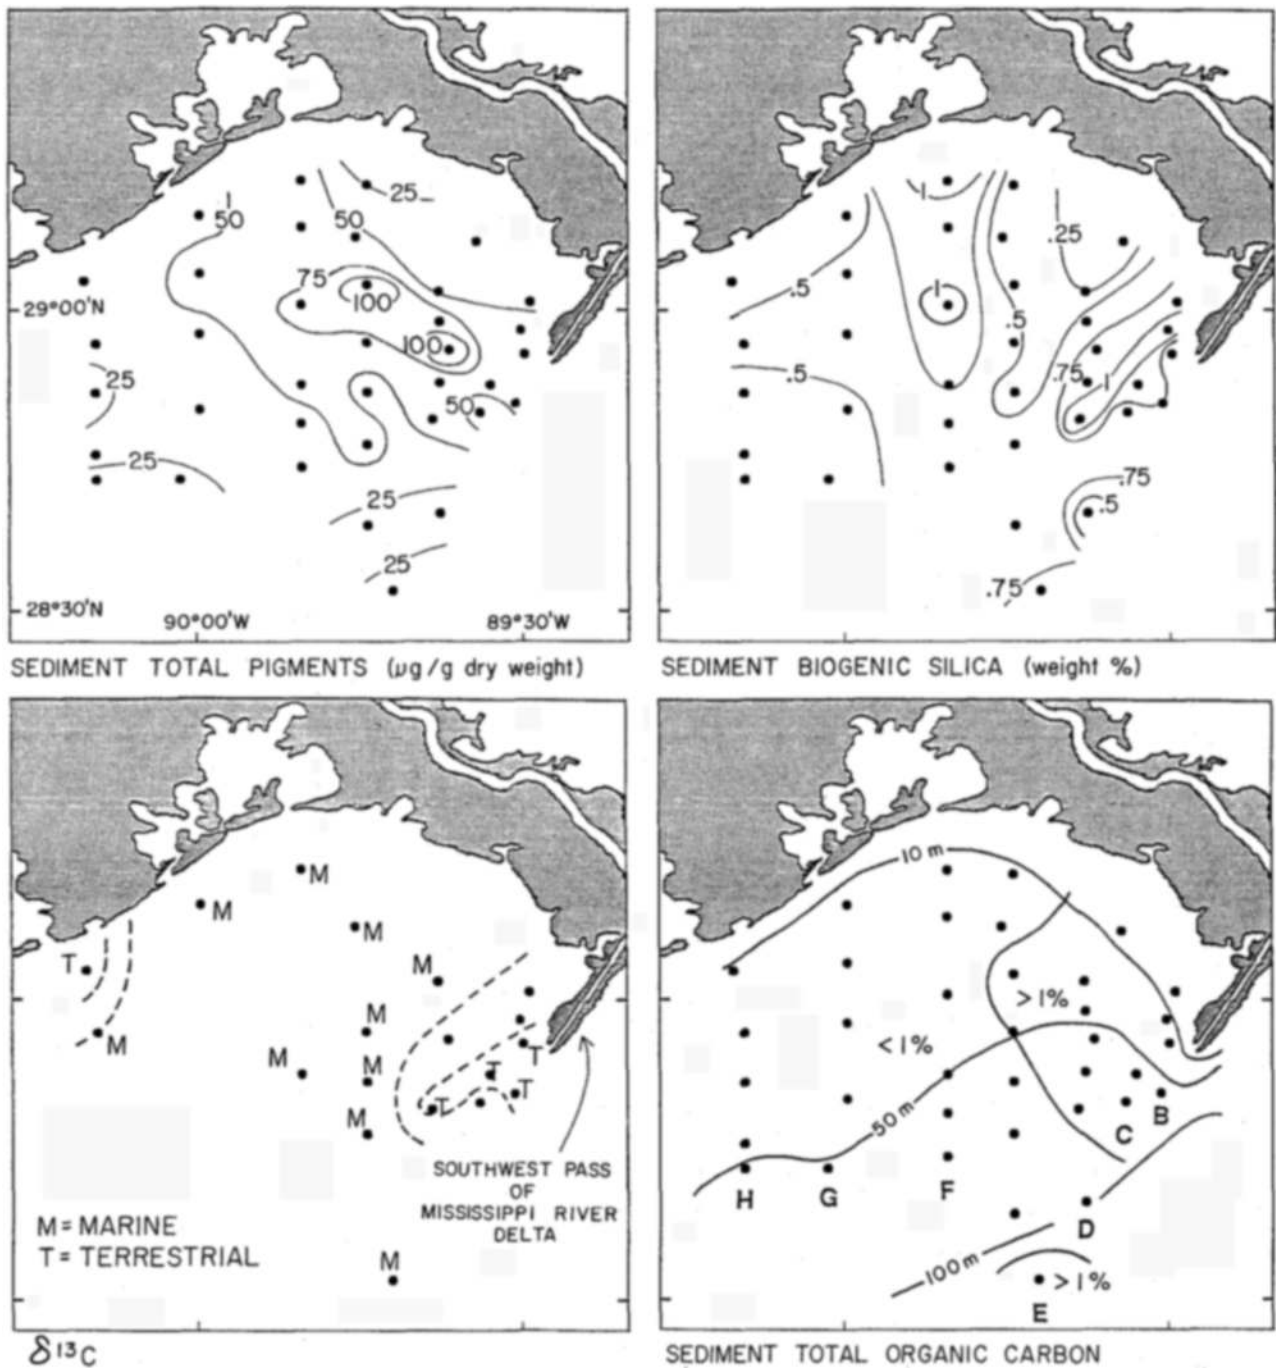 25
50
50
75
100
29°00'N
100
25
50
25
25
25
28°30'N
90°00'W
89°30'W
SEDIMENT TOTAL PIGMENTS (µg/g dry weight)
1
.25
.5
1
.5
.5
.75
1
.75
.5
.75
SEDIMENT BIOGENIC SILICA (weight %)
M
M
M
T
M
M
M
M
M
T
T
T
T
M
SOUTHWEST PASS
OF
MISSISSIPPI RIVER
DELTA
M = MARINE
T = TERRESTRIAL
M
δ13C
10 m
>1%
<1%
50 m
B
C
H
G
F
D
100 m
>1%
E
SEDIMENT TOTAL ORGANIC CARBON